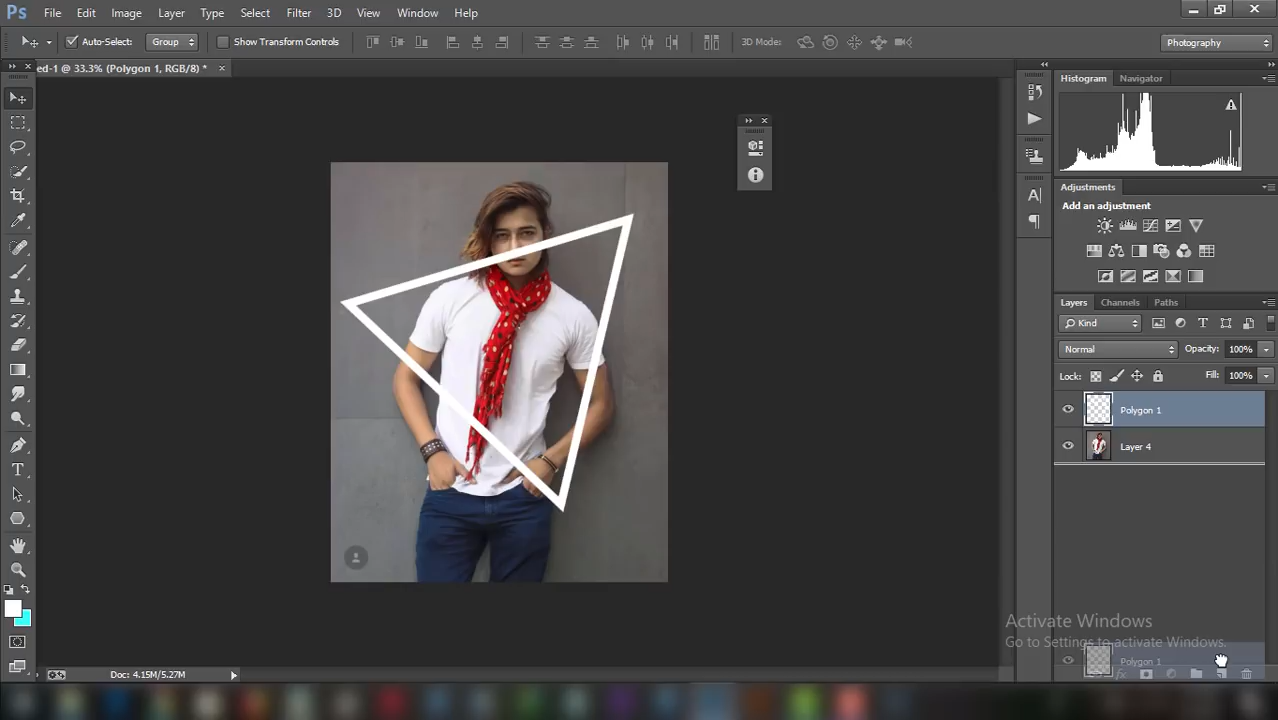 Ps File Edit Image Layer Type Select Filter 3D View Window Help
Auto-Select: Group Show Transform Controls 3D Mode: Photography
ed-1 @ 33.3% (Polygon 1, RGB/8) *
Histogram Navigator
Adjustments
Add an adjustment
Layers Channels Paths
Kind
Normal Opacity: 100%
Lock: Fill: 100%
Polygon 1
Layer 4
Activate Windows
Go to Settings to activate Windows.
Polygon 1
Doc: 4.15M/5.27M